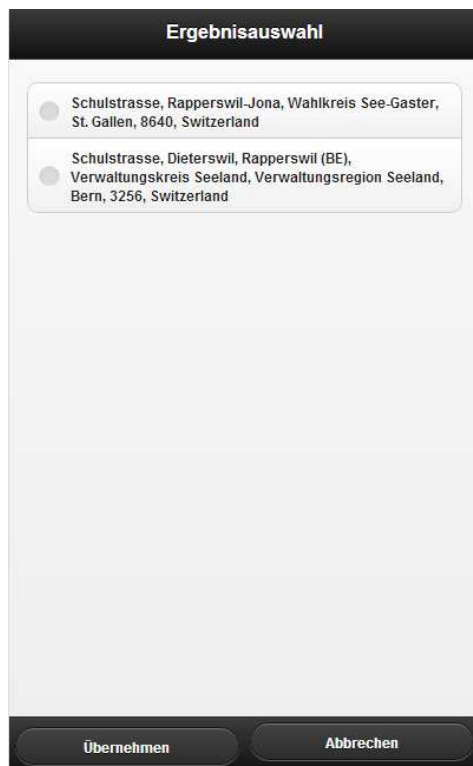 Ergebnisauswahl
Schulstrasse, Rapperswil-Jona, Wahlkreis See-Gaster,
St. Gallen, 8640, Switzerland
Schulstrasse, Dieterswil, Rapperswil (BE),
Verwaltungskreis Seeland, Verwaltungsregion Seeland,
Bern, 3256, Switzerland
Übernehmen
Abbrechen